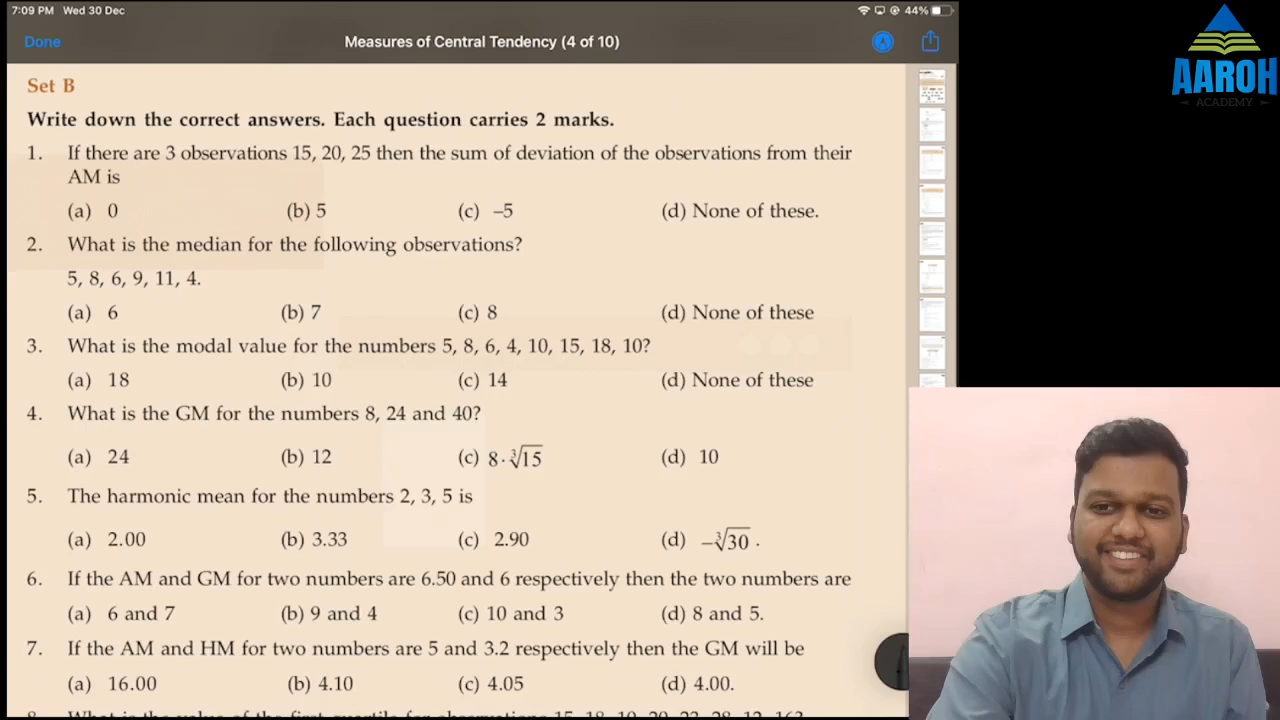 7:09 PM Wed 30 Dec
44%
Done
Measures of Central Tendency (4 of 10)
AAROH
ACADEMY
Set B
Write down the correct answers. Each question carries 2 marks.
1. If there are 3 observations 15, 20, 25 then the sum of deviation of the observations from their
AM is
(a) 0 (b) 5 (c) –5 (d) None of these.
2. What is the median for the following observations?
5, 8, 6, 9, 11, 4.
(a) 6 (b) 7 (c) 8 (d) None of these
3. What is the modal value for the numbers 5, 8, 6, 4, 10, 15, 18, 10?
(a) 18 (b) 10 (c) 14 (d) None of these
4. What is the GM for the numbers 8, 24 and 40?
(a) 24 (b) 12 (c) 8 · ∛15 (d) 10
5. The harmonic mean for the numbers 2, 3, 5 is
(a) 2.00 (b) 3.33 (c) 2.90 (d) –∛30 .
6. If the AM and GM for two numbers are 6.50 and 6 respectively then the two numbers are
(a) 6 and 7 (b) 9 and 4 (c) 10 and 3 (d) 8 and 5.
7. If the AM and HM for two numbers are 5 and 3.2 respectively then the GM will be
(a) 16.00 (b) 4.10 (c) 4.05 (d) 4.00.